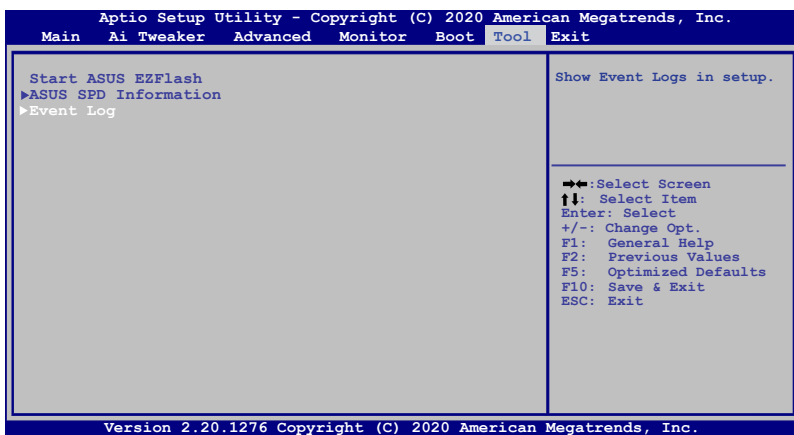 Aptio Setup Utility - Copyright (C) 2020 American Megatrends, Inc.
Main Ai Tweaker Advanced Monitor Boot Tool Exit
Start ASUS EZFlash
▶ASUS SPD Information
▶Event Log
Show Event Logs in setup.
→←:Select Screen
↑↓: Select Item
Enter: Select
+/-: Change Opt.
F1: General Help
F2: Previous Values
F5: Optimized Defaults
F10: Save & Exit
ESC: Exit
Version 2.20.1276 Copyright (C) 2020 American Megatrends, Inc.